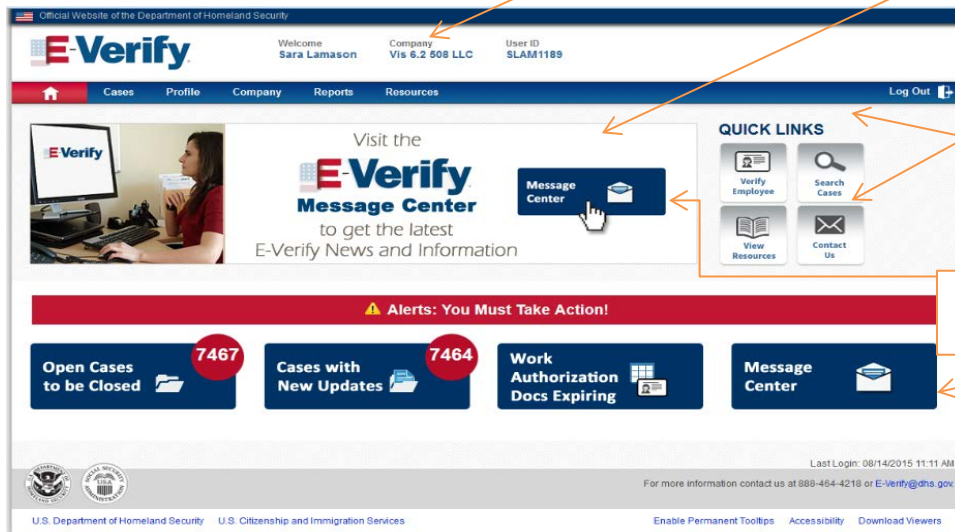 Official Website of the Department of Homeland Security
E-Verify
Welcome
Sara Lamason
Company
Vis 6.2 508 LLC
User ID
SLAM1189
Cases Profile Company Reports Resources Log Out
E-Verify
Visit the
E-Verify
Message Center
to get the latest
E-Verify News and Information
Message
Center
QUICK LINKS
Verify
Employee
Search
Cases
View
Resources
Contact
Us
Alerts: You Must Take Action!
Open Cases
to be Closed
7467
Cases with
New Updates
7464
Work
Authorization
Docs Expiring
Message
Center
Last Login: 08/14/2015 11:11 AM
For more information contact us at 888-464-4218 or E-Verify@dhs.gov
U.S. Department of Homeland Security U.S. Citizenship and Immigration Services Enable Permanent Tooltips Accessibility Download Viewers